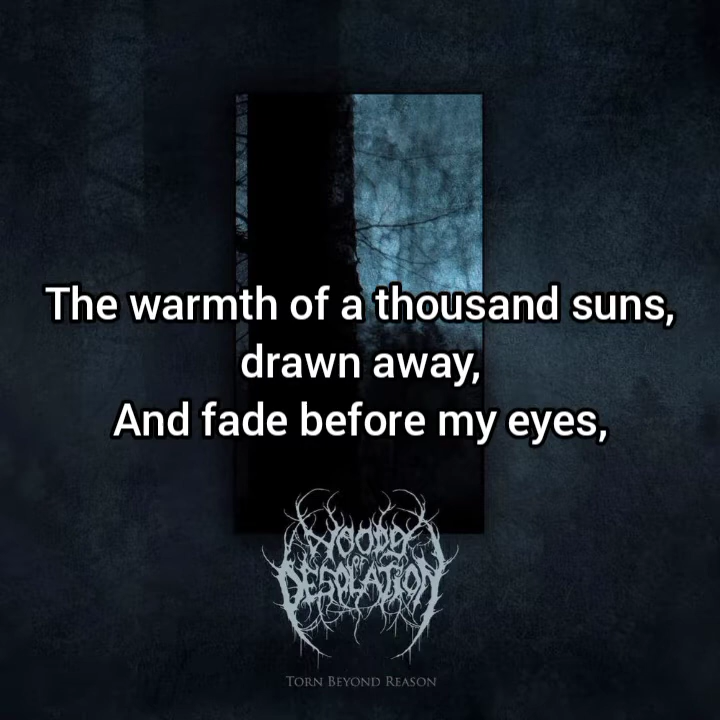 The warmth of a thousand suns,
drawn away,
And fade before my eyes,
WOODS
OF
DESOLATION
TORN BEYOND REASON